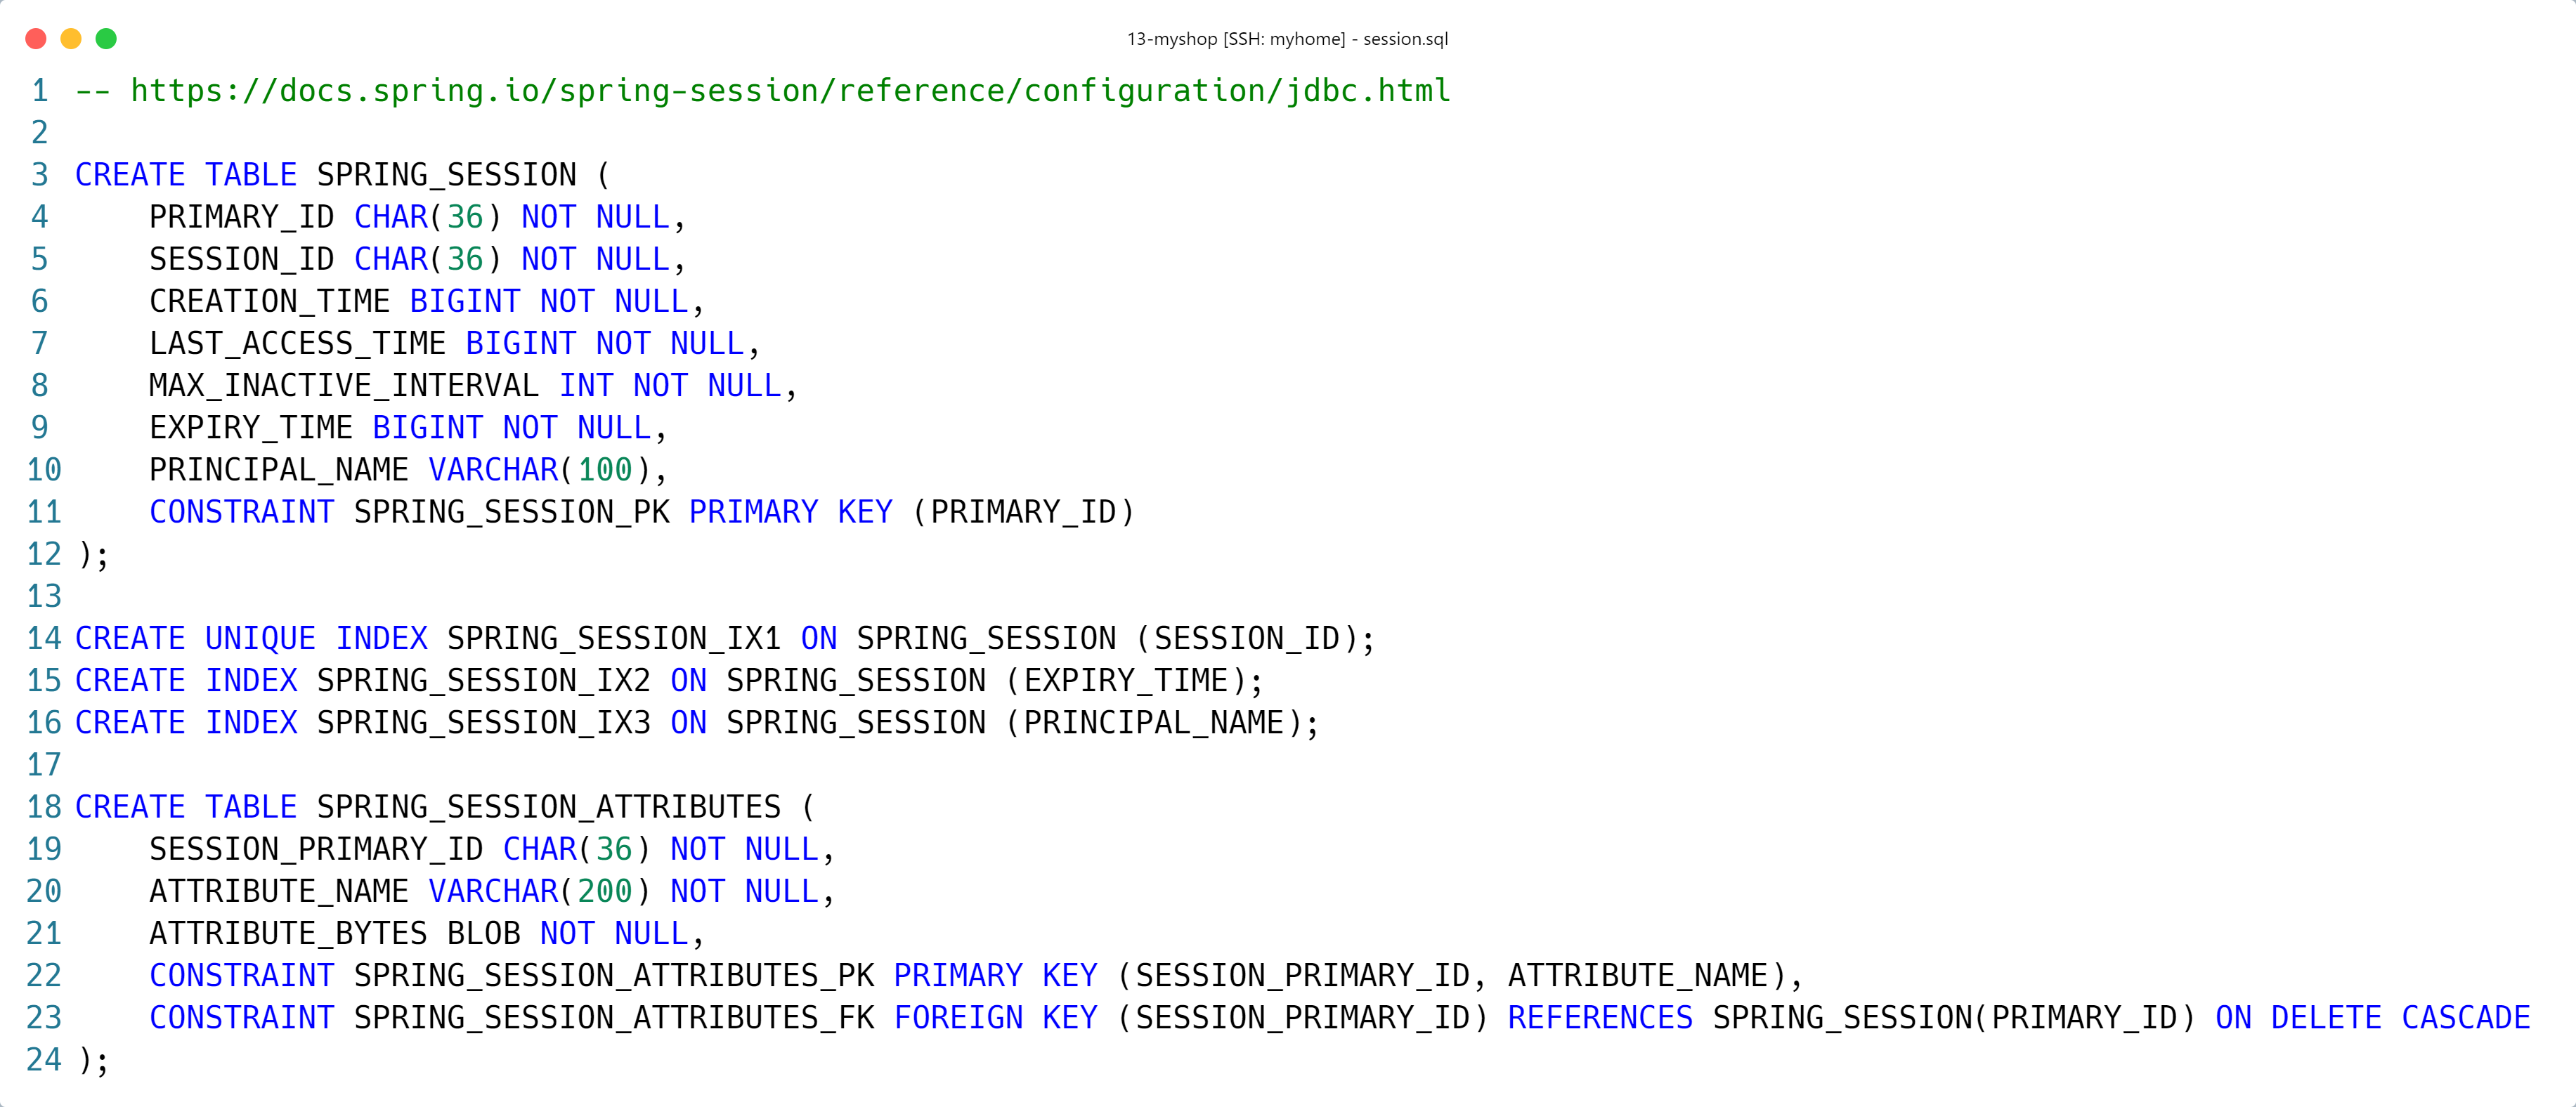 13-myshop [SSH: myhome] - session.sql
1 -- https://docs.spring.io/spring-session/reference/configuration/jdbc.html
2
3 CREATE TABLE SPRING_SESSION (
4     PRIMARY_ID CHAR(36) NOT NULL,
5     SESSION_ID CHAR(36) NOT NULL,
6     CREATION_TIME BIGINT NOT NULL,
7     LAST_ACCESS_TIME BIGINT NOT NULL,
8     MAX_INACTIVE_INTERVAL INT NOT NULL,
9     EXPIRY_TIME BIGINT NOT NULL,
10     PRINCIPAL_NAME VARCHAR(100),
11     CONSTRAINT SPRING_SESSION_PK PRIMARY KEY (PRIMARY_ID)
12 );
13
14 CREATE UNIQUE INDEX SPRING_SESSION_IX1 ON SPRING_SESSION (SESSION_ID);
15 CREATE INDEX SPRING_SESSION_IX2 ON SPRING_SESSION (EXPIRY_TIME);
16 CREATE INDEX SPRING_SESSION_IX3 ON SPRING_SESSION (PRINCIPAL_NAME);
17
18 CREATE TABLE SPRING_SESSION_ATTRIBUTES (
19     SESSION_PRIMARY_ID CHAR(36) NOT NULL,
20     ATTRIBUTE_NAME VARCHAR(200) NOT NULL,
21     ATTRIBUTE_BYTES BLOB NOT NULL,
22     CONSTRAINT SPRING_SESSION_ATTRIBUTES_PK PRIMARY KEY (SESSION_PRIMARY_ID, ATTRIBUTE_NAME),
23     CONSTRAINT SPRING_SESSION_ATTRIBUTES_FK FOREIGN KEY (SESSION_PRIMARY_ID) REFERENCES SPRING_SESSION(PRIMARY_ID) ON DELETE CASCADE
24 );